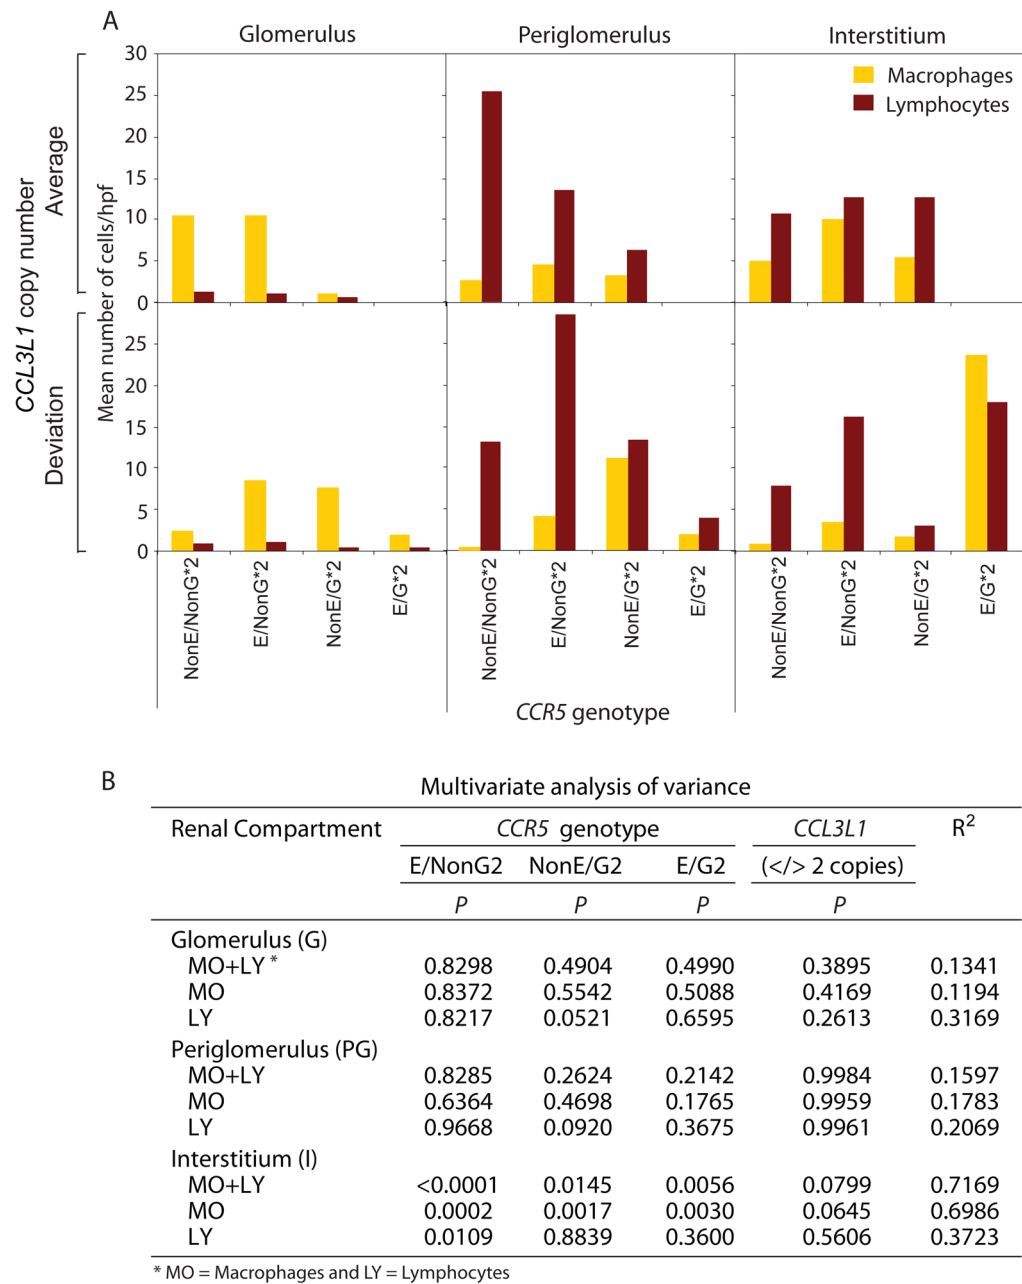 A
Glomerulus Periglomerulus Interstitium
Macrophages
Lymphocytes
CCL3L1 copy number
Average
Deviation
Mean number of cells/hpf
30
25
20
15
10
5
0
25
20
15
10
5
0
NonE/NonG*2 E/NonG*2 NonE/G*2 E/G*2 NonE/NonG*2 E/NonG*2 NonE/G*2 E/G*2 NonE/NonG*2 E/NonG*2 NonE/G*2 E/G*2
CCR5 genotype
B
Multivariate analysis of variance
Renal Compartment CCR5 genotype CCL3L1 R2
E/NonG2 NonE/G2 E/G2 (</> 2 copies)
P P P P
Glomerulus (G)
MO+LY * 0.8298 0.4904 0.4990 0.3895 0.1341
MO 0.8372 0.5542 0.5088 0.4169 0.1194
LY 0.8217 0.0521 0.6595 0.2613 0.3169
Periglomerulus (PG)
MO+LY 0.8285 0.2624 0.2142 0.9984 0.1597
MO 0.6364 0.4698 0.1765 0.9959 0.1783
LY 0.9668 0.0920 0.3675 0.9961 0.2069
Interstitium (I)
MO+LY <0.0001 0.0145 0.0056 0.0799 0.7169
MO 0.0002 0.0017 0.0030 0.0645 0.6986
LY 0.0109 0.8839 0.3600 0.5606 0.3723
* MO = Macrophages and LY = Lymphocytes